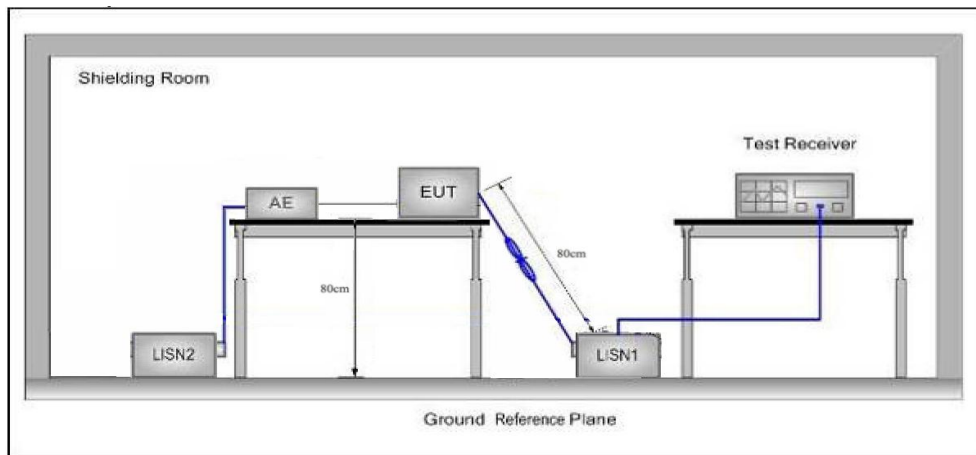 Shielding Room
Test Receiver
EUT
AE
80cm
80cm
LISN2
LISN1
Ground Reference Plane